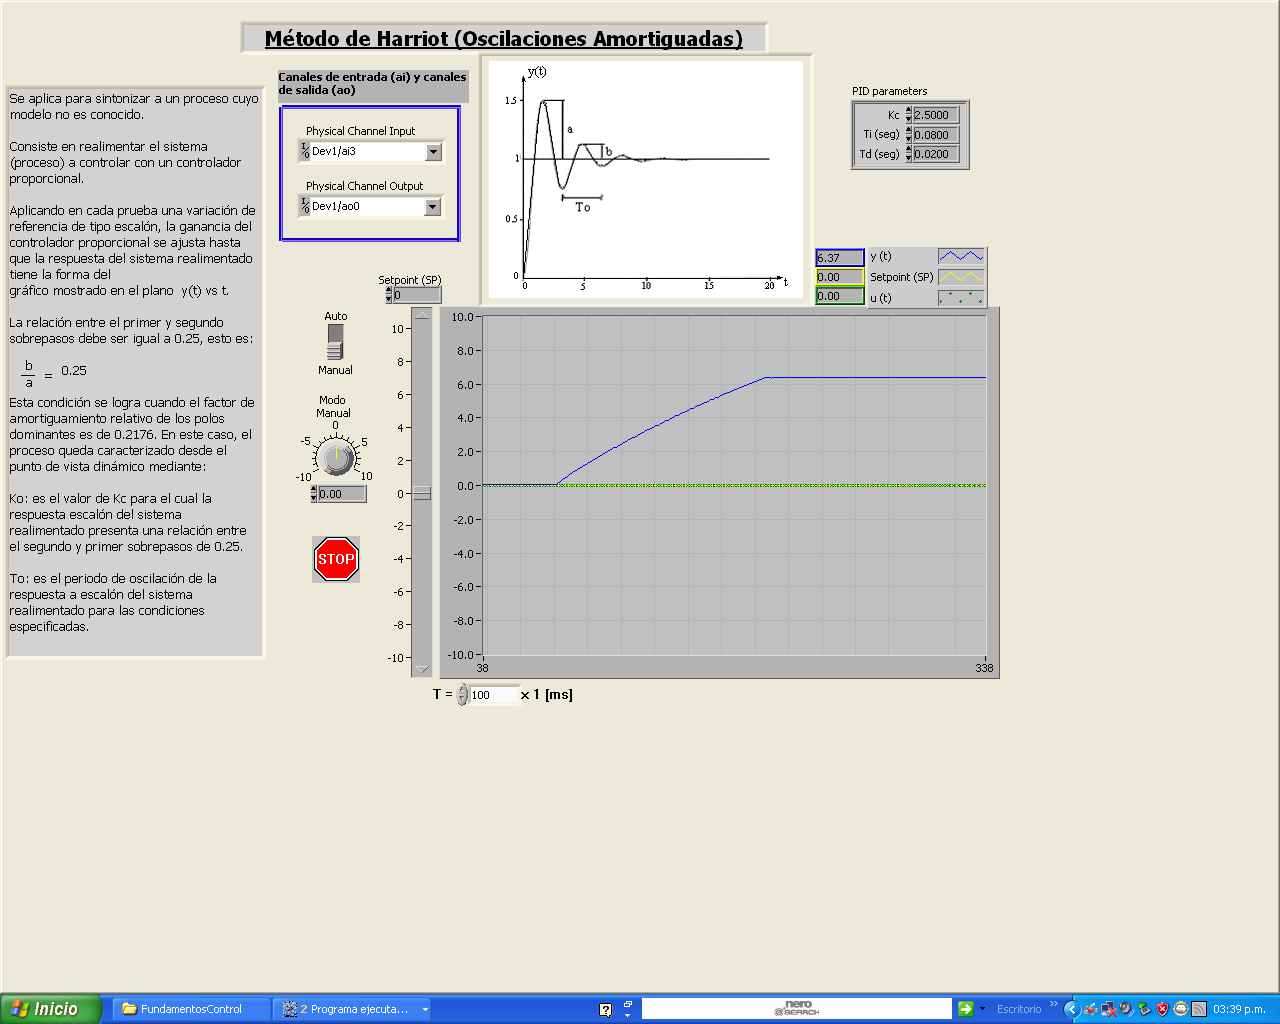 Método de Harriot (Oscilaciones Amortiguadas)
Se aplica para sintonizar a un proceso cuyo
modelo no es conocido.
Consiste en realimentar el sistema
(proceso) a controlar con un controlador
proporcional.
Aplicando en cada prueba una variación de
referencia de tipo escalón, la ganancia del
controlador proporcional se ajusta hasta
que la respuesta del sistema realimentado
tiene la forma del
gráfico mostrado en el plano y(t) vs t.
La relación entre el primer y segundo
sobrepasos debe ser igual a 0.25, esto es:
b
a
= 0.25
Esta condición se logra cuando el factor de
amortiguamiento relativo de los polos
dominantes es de 0.2176. En este caso, el
proceso queda caracterizado desde el
punto de vista dinámico mediante:
Ko: es el valor de Kc para el cual la
respuesta escalón del sistema
realimentado presenta una relación entre
el segundo y primer sobrepasos de 0.25.
To: es el periodo de oscilación de la
respuesta a escalón del sistema
realimentado para las condiciones
especificadas.
Canales de entrada (ai) y canales
de salida (ao)
Physical Channel Input
I/0 Dev1/ai3
Physical Channel Output
I/0 Dev1/ao0
y(t)
1.5
a
b
1
To
0.5
0
0 5 10 15 20 t
PID parameters
Kc 2.5000
Ti (seg) 0.0800
Td (seg) 0.0200
6.37 y (t)
0.00 Setpoint (SP)
0.00 u (t)
Setpoint (SP)
0
Auto
Manual
Modo
Manual
0
-5 5
-10 10
0.00
STOP
10
8
6
4
2
0
-2
-4
-6
-8
-10
10.0
8.0
6.0
4.0
2.0
0.0
-2.0
-4.0
-6.0
-8.0
-10.0
38 338
T = 100 x 1 [ms]
Inicio FundamentosControl 2 Programa ejecuta... nero SEARCH Escritorio » 03:39 p.m.